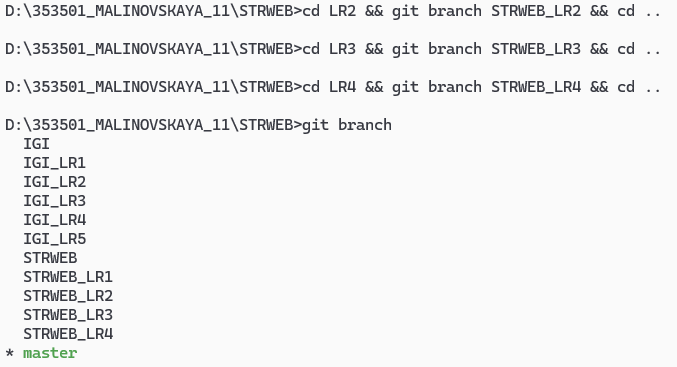 D:\353501_MALINOVSKAYA_11\STRWEB>cd LR2 && git branch STRWEB_LR2 && cd ..
D:\353501_MALINOVSKAYA_11\STRWEB>cd LR3 && git branch STRWEB_LR3 && cd ..
D:\353501_MALINOVSKAYA_11\STRWEB>cd LR4 && git branch STRWEB_LR4 && cd ..
D:\353501_MALINOVSKAYA_11\STRWEB>git branch
  IGI
  IGI_LR1
  IGI_LR2
  IGI_LR3
  IGI_LR4
  IGI_LR5
  STRWEB
  STRWEB_LR1
  STRWEB_LR2
  STRWEB_LR3
  STRWEB_LR4
* master